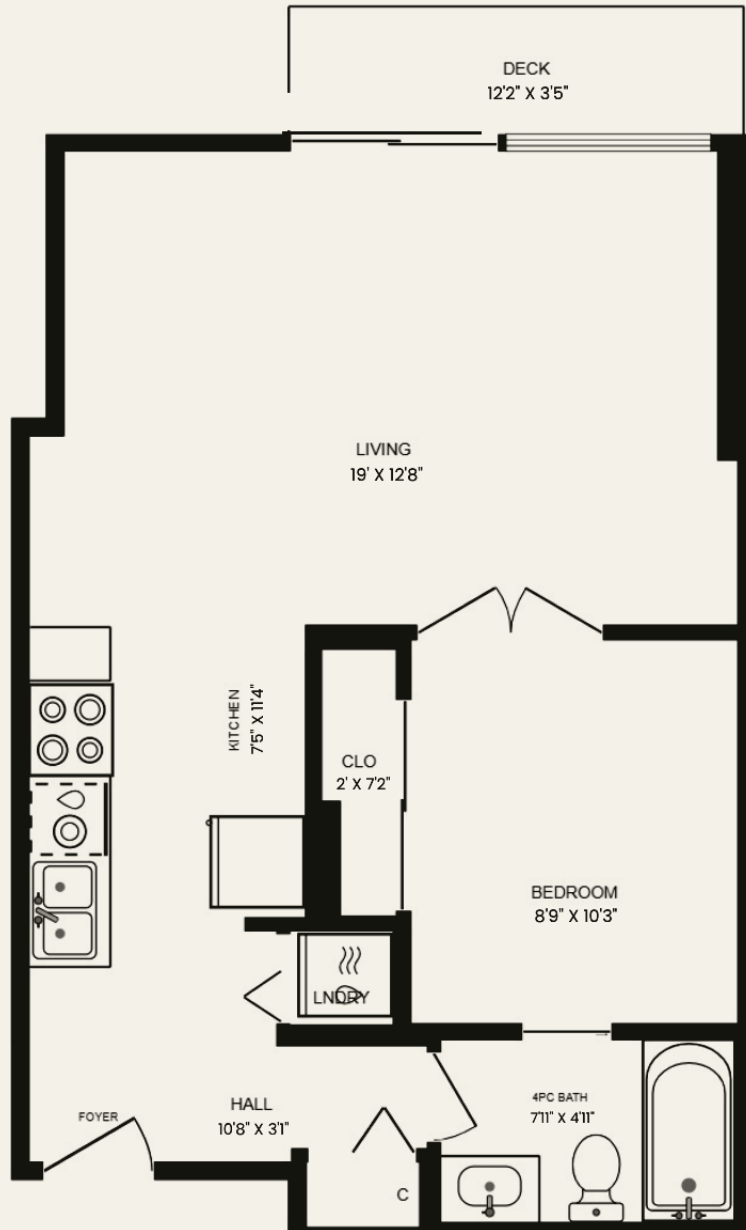 DECK
12'2" X 3'5"
LIVING
19' X 12'8"
KITCHEN
7'5" X 11'4"
CLO
2' X 7'2"
BEDROOM
8'9" X 10'3"
LNDRY
FOYER
HALL
10'8" X 3'1"
4PC BATH
7'11" X 4'11"
C